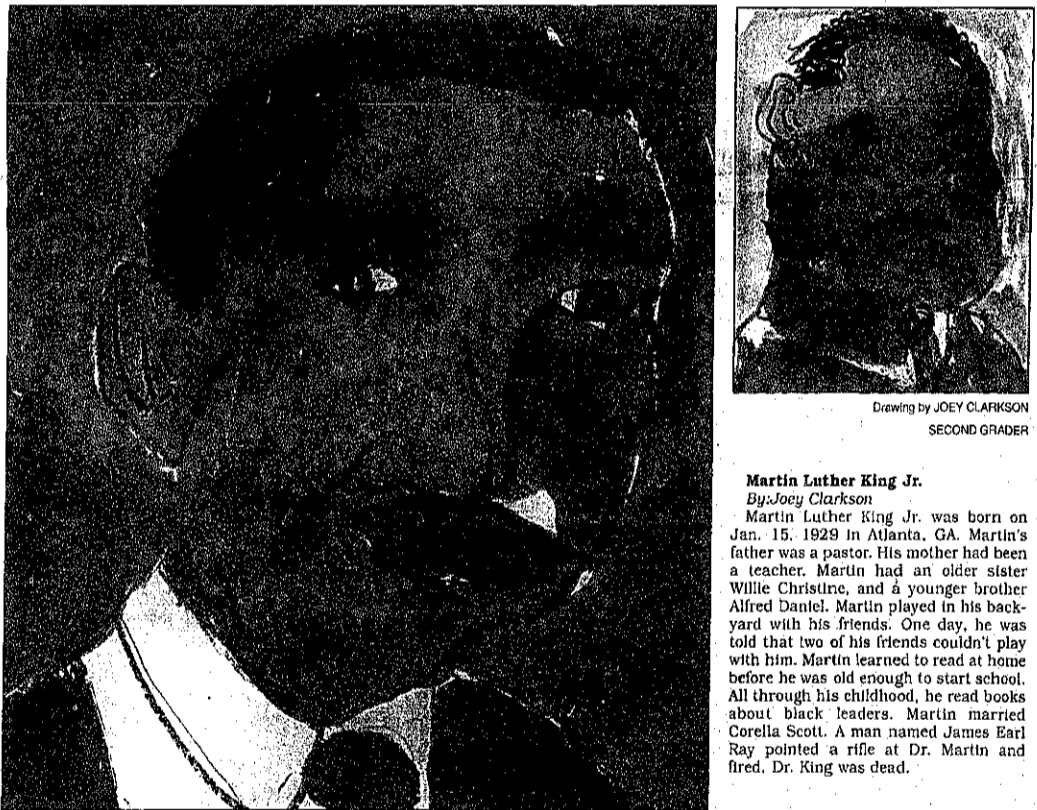 Drawing by JOEY CLARKSON
SECOND GRADER
Martin Luther King Jr.
By:Joey Clarkson
Martin Luther King Jr. was born on
Jan. 15, 1929 in Atlanta, GA. Martin's
father was a pastor. His mother had been
a teacher. Martin had an older sister
Willie Christine, and a younger brother
Alfred Daniel. Martin played in his back-
yard with his friends. One day, he was
told that two of his friends couldn't play
with him. Martin learned to read at home
before he was old enough to start school.
All through his childhood, he read books
about black leaders. Martin married
Corella Scott. A man named James Earl
Ray pointed a rifle at Dr. Martin and
fired. Dr. King was dead.